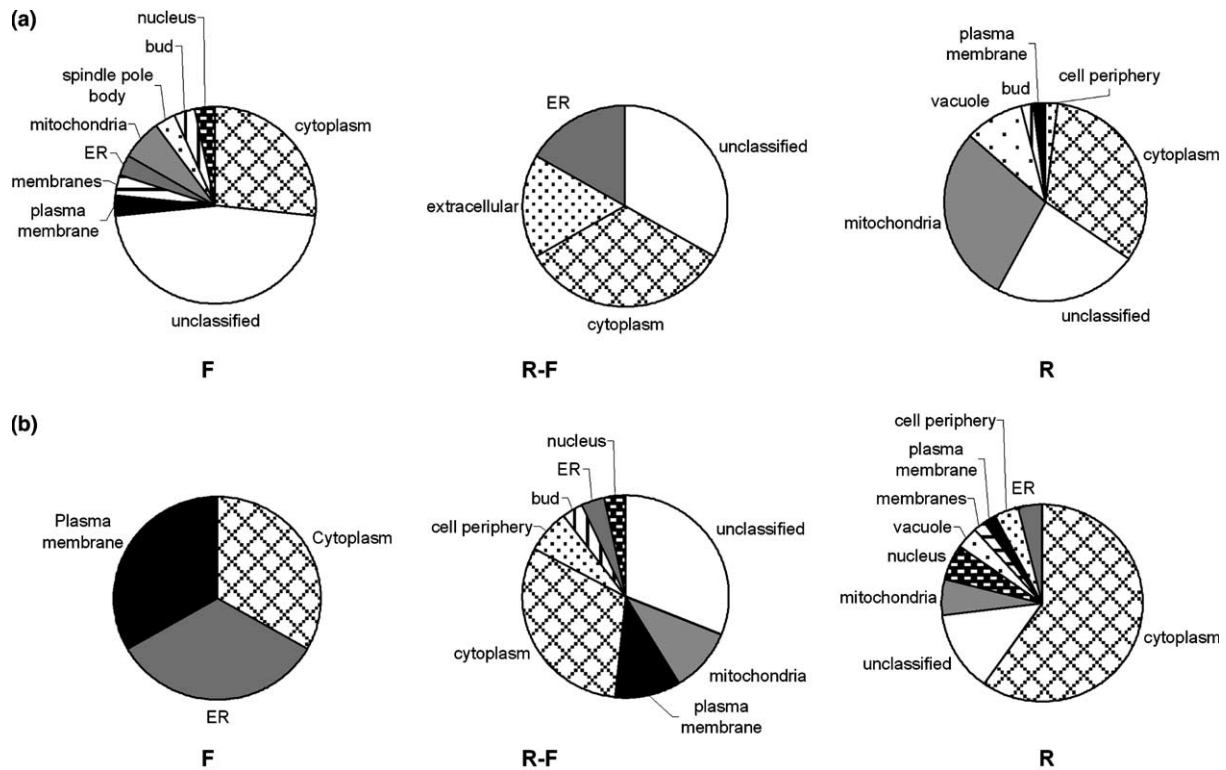 (a)
nucleus
bud
spindle pole
body
mitochondria
ER
membranes
plasma
membrane
cytoplasm
unclassified
F
ER
unclassified
extracellular
cytoplasm
R-F
plasma
membrane
cell periphery
bud
vacuole
cytoplasm
mitochondria
unclassified
R
(b)
Plasma
membrane
Cytoplasm
ER
F
nucleus
ER
bud
cell periphery
unclassified
cytoplasm
mitochondria
plasma
membrane
R-F
cell periphery
plasma
membrane
ER
membranes
vacuole
nucleus
mitochondria
cytoplasm
unclassified
R